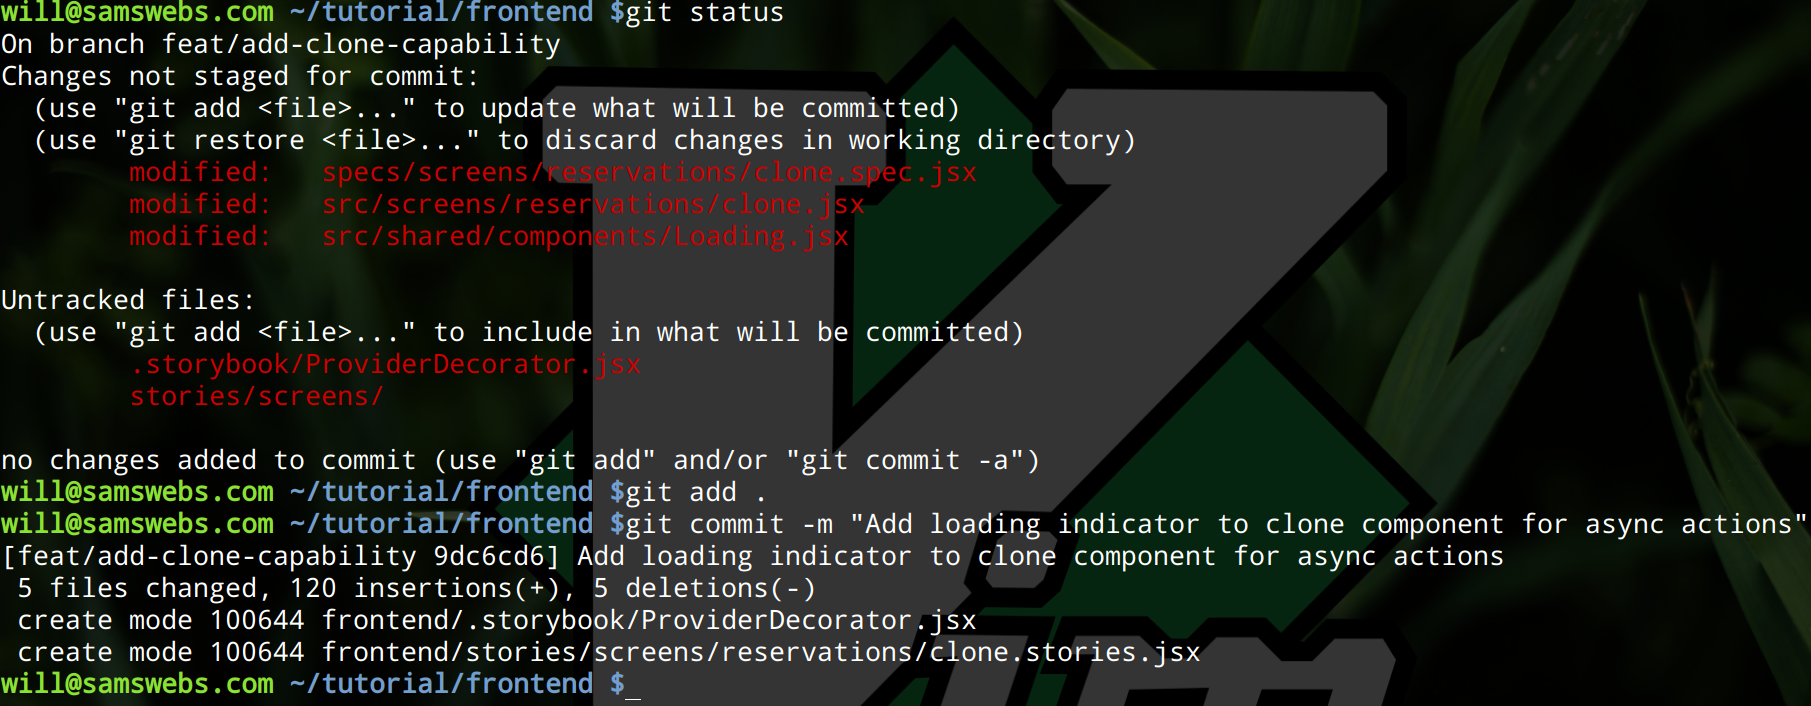 will@samswebs.com ~/tutorial/frontend $git status
On branch feat/add-clone-capability
Changes not staged for commit:
  (use "git add <file>..." to update what will be committed)
  (use "git restore <file>..." to discard changes in working directory)
        modified:   specs/screens/reservations/clone.spec.jsx
        modified:   src/screens/reservations/clone.jsx
        modified:   src/shared/components/Loading.jsx

Untracked files:
  (use "git add <file>..." to include in what will be committed)
        .storybook/ProviderDecorator.jsx
        stories/screens/

no changes added to commit (use "git add" and/or "git commit -a")
will@samswebs.com ~/tutorial/frontend $git add .
will@samswebs.com ~/tutorial/frontend $git commit -m "Add loading indicator to clone component for async actions"
[feat/add-clone-capability 9dc6cd6] Add loading indicator to clone component for async actions
 5 files changed, 120 insertions(+), 5 deletions(-)
 create mode 100644 frontend/.storybook/ProviderDecorator.jsx
 create mode 100644 frontend/stories/screens/reservations/clone.stories.jsx
will@samswebs.com ~/tutorial/frontend $_
Vim